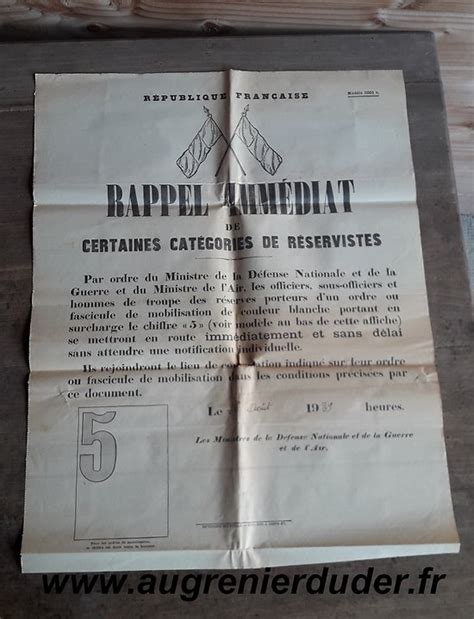 RÉPUBLIQUE FRANÇAISE
RAPPEL IMMÉDIAT
DE
CERTAINES CATÉGORIES DE RÉSERVISTES
Par ordre du Ministre de la Défense Nationale et de la
Guerre et du Ministre de l'Air, les officiers, sous-officiers et
hommes de troupe des réserves porteurs d'un ordre ou
fascicule de mobilisation de couleur blanche portant en
surcharge le chiffre « 5 » (voir modèle au bas de cette affiche)
se mettront en route immédiatement et sans délai
sans attendre une notification individuelle.
Ils rejoindront le lieu de convocation indiqué sur leur ordre
ou fascicule de mobilisation dans les conditions précisées par
ce document.
Le Août 1939 heures.
Les Ministres de la Défense Nationale et de la Guerre
et de l'Air.
5
www.augrenierduder.fr